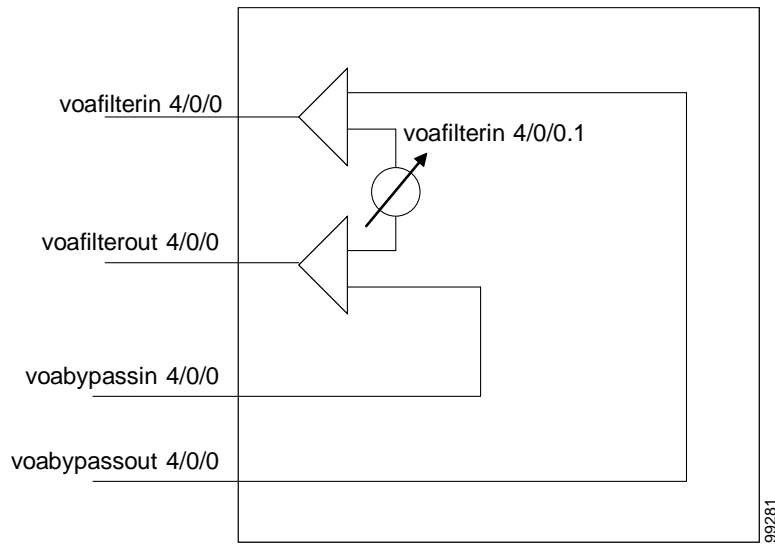 voafilterin 4/0/0
voafilterin 4/0/0.1
voafilterout 4/0/0
voabypassin 4/0/0
voabypassout 4/0/0
99281